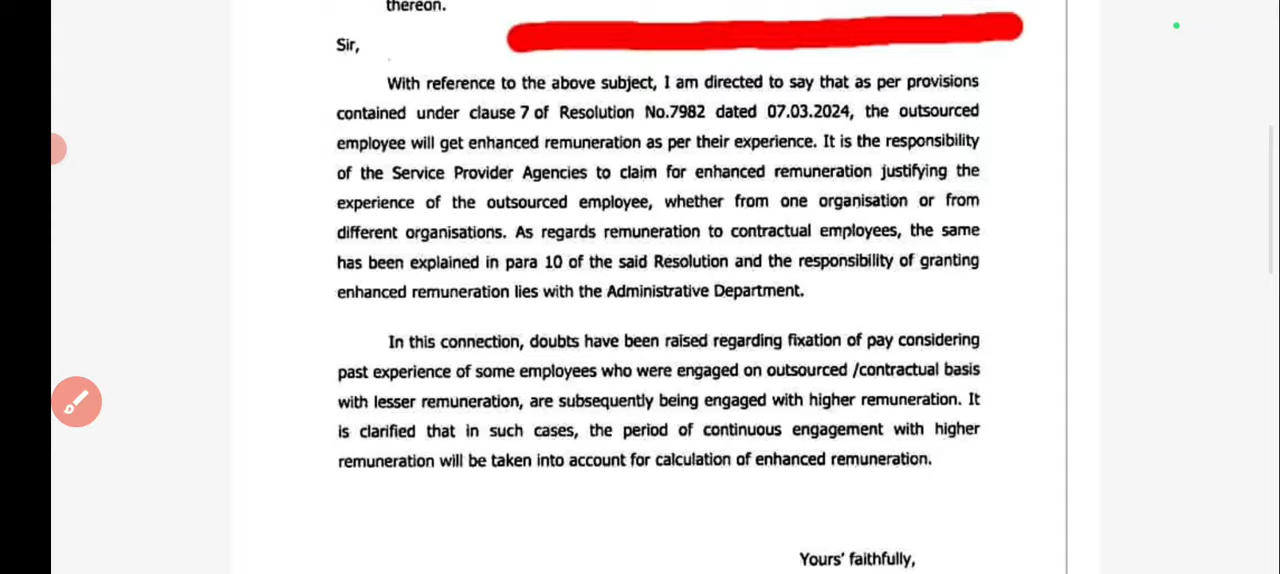 thereon.
Sir,
With reference to the above subject, I am directed to say that as per provisions
contained under clause 7 of Resolution No.7982 dated 07.03.2024, the outsourced
employee will get enhanced remuneration as per their experience. It is the responsibility
of the Service Provider Agencies to claim for enhanced remuneration justifying the
experience of the outsourced employee, whether from one organisation or from
different organisations. As regards remuneration to contractual employees, the same
has been explained in para 10 of the said Resolution and the responsibility of granting
enhanced remuneration lies with the Administrative Department.
In this connection, doubts have been raised regarding fixation of pay considering
past experience of some employees who were engaged on outsourced /contractual basis
with lesser remuneration, are subsequently being engaged with higher remuneration. It
is clarified that in such cases, the period of continuous engagement with higher
remuneration will be taken into account for calculation of enhanced remuneration.
Yours' faithfully,